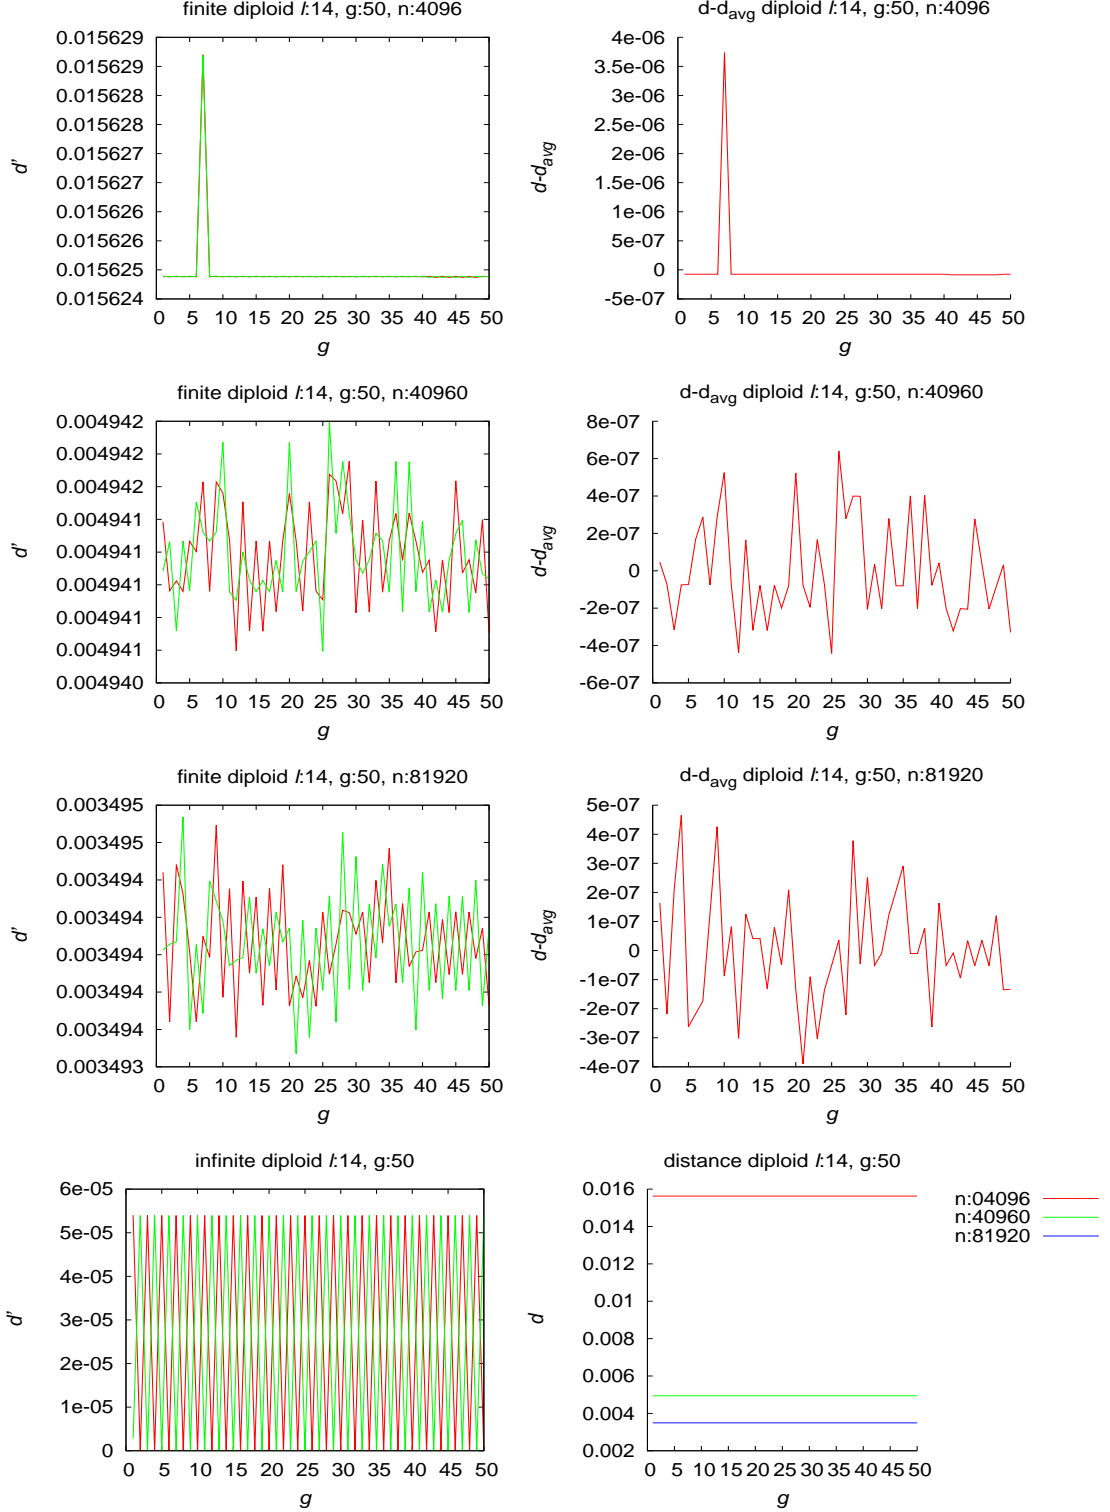 finite diploid l:14, g:50, n:4096
0.015629
0.015629
0.015628
0.015628
0.015627
0.015627
0.015626
0.015626
0.015625
0.015624
d'
0 5 10 15 20 25 30 35 40 45 50
g
d-davg diploid l:14, g:50, n:4096
4e-06
3.5e-06
3e-06
2.5e-06
2e-06
1.5e-06
1e-06
5e-07
0
-5e-07
d-davg
0 5 10 15 20 25 30 35 40 45 50
g
finite diploid l:14, g:50, n:40960
0.004942
0.004942
0.004942
0.004941
0.004941
0.004941
0.004941
0.004941
0.004940
d'
0 5 10 15 20 25 30 35 40 45 50
g
d-davg diploid l:14, g:50, n:40960
8e-07
6e-07
4e-07
2e-07
0
-2e-07
-4e-07
-6e-07
d-davg
0 5 10 15 20 25 30 35 40 45 50
g
finite diploid l:14, g:50, n:81920
0.003495
0.003495
0.003494
0.003494
0.003494
0.003494
0.003494
0.003493
d'
0 5 10 15 20 25 30 35 40 45 50
g
d-davg diploid l:14, g:50, n:81920
5e-07
4e-07
3e-07
2e-07
1e-07
0
-1e-07
-2e-07
-3e-07
-4e-07
d-davg
0 5 10 15 20 25 30 35 40 45 50
g
infinite diploid l:14, g:50
6e-05
5e-05
4e-05
3e-05
2e-05
1e-05
0
d'
0 5 10 15 20 25 30 35 40 45 50
g
distance diploid l:14, g:50
0.016
0.014
0.012
0.01
0.008
0.006
0.004
0.002
d
0 5 10 15 20 25 30 35 40 45 50
g
n:04096
n:40960
n:81920